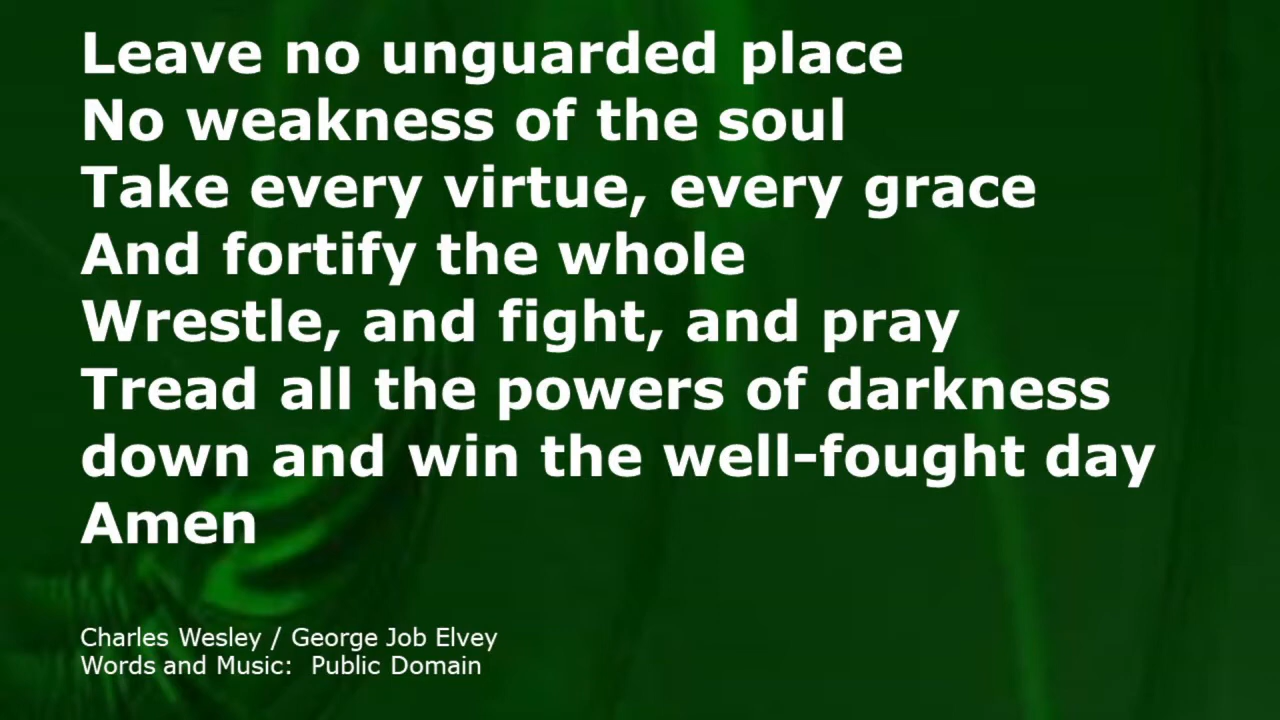 Leave no unguarded place
No weakness of the soul
Take every virtue, every grace
And fortify the whole
Wrestle, and fight, and pray
Tread all the powers of darkness
down and win the well-fought day
Amen
Charles Wesley / George Job Elvey
Words and Music:  Public Domain